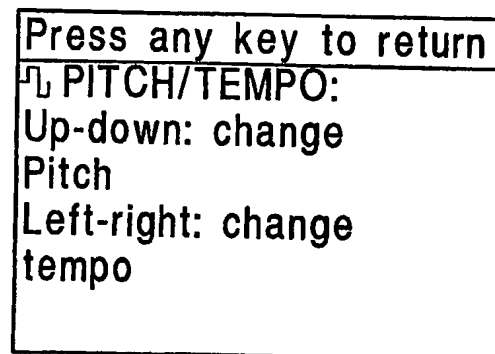 Press any key to return
PITCH/TEMPO:
Up-down: change
Pitch
Left-right: change
tempo